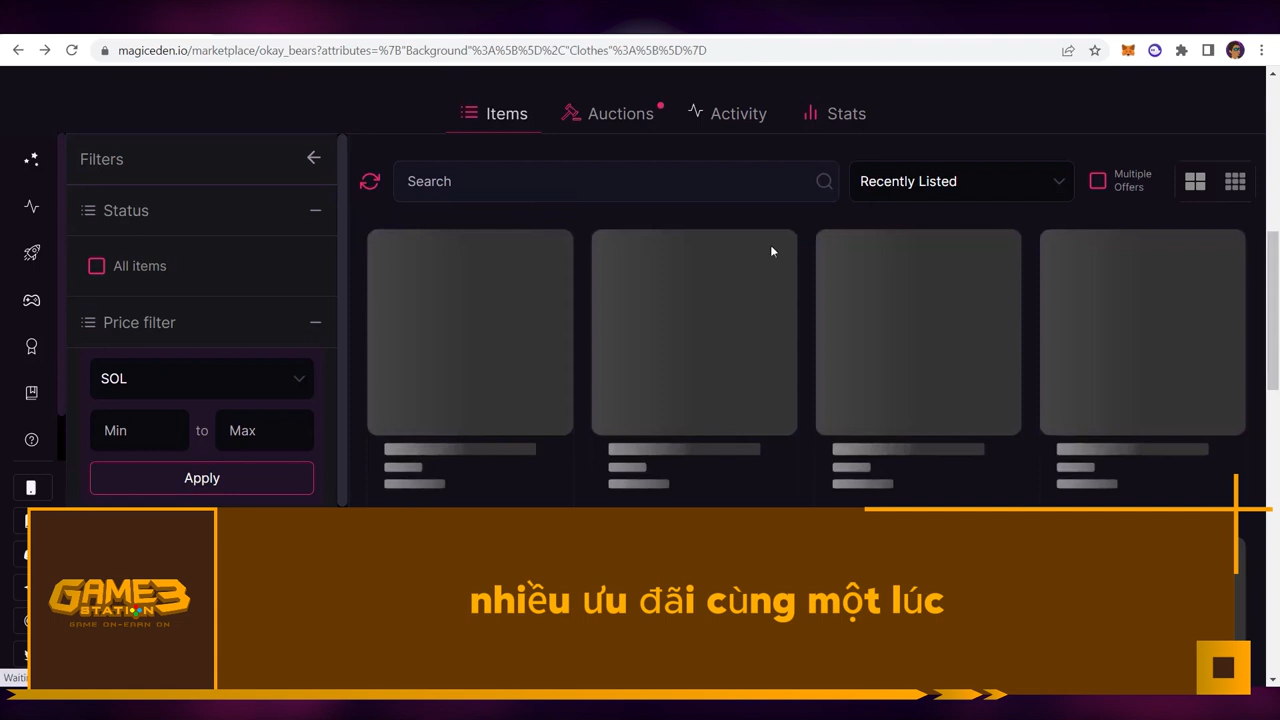 magiceden.io/marketplace/okay_bears?attributes=%7B"Background"%3A%5B%5D%2C"Clothes"%3A%5B%5D%7D
Items
Auctions
Activity
Stats
Filters
Search
Recently Listed
Multiple
Offers
Status
All items
Price filter
SOL
Min
to
Max
Apply
GAME3
STATION
GAME ON-EARN ON
nhiều ưu đãi cùng một lúc
Waitin